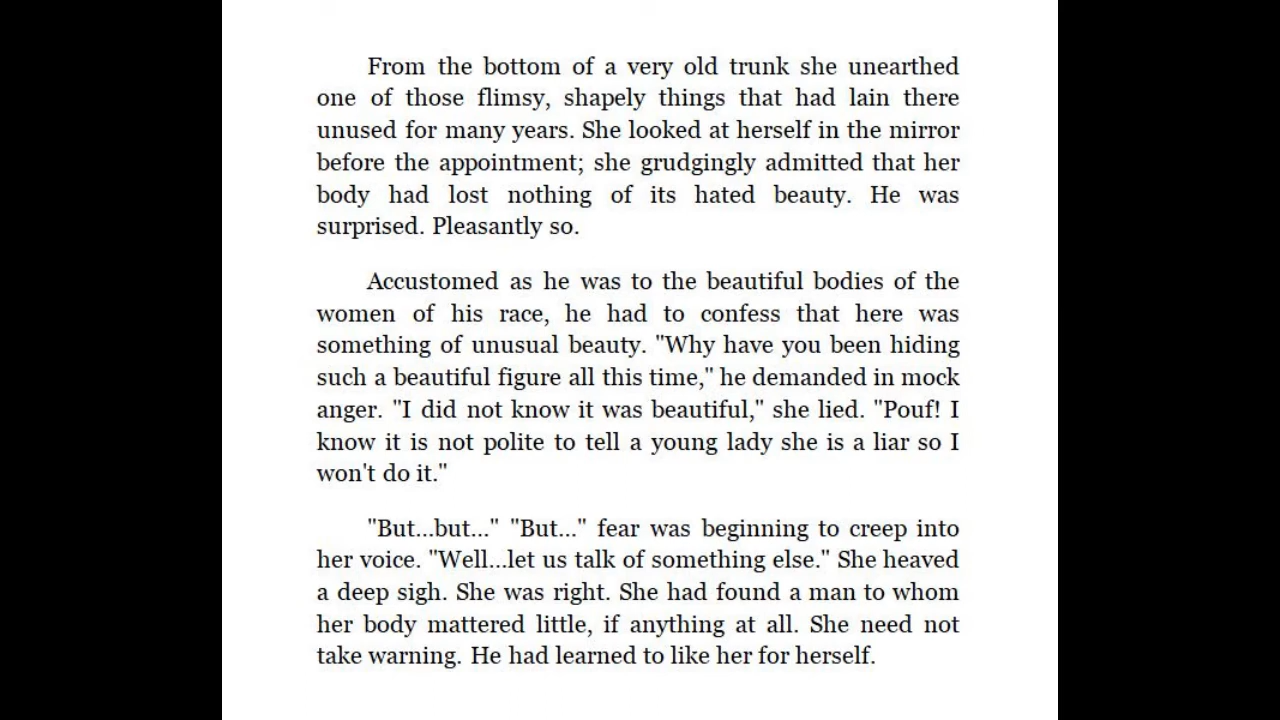 From the bottom of a very old trunk she unearthed
one of those flimsy, shapely things that had lain there
unused for many years. She looked at herself in the mirror
before the appointment; she grudgingly admitted that her
body had lost nothing of its hated beauty. He was
surprised. Pleasantly so.
Accustomed as he was to the beautiful bodies of the
women of his race, he had to confess that here was
something of unusual beauty. "Why have you been hiding
such a beautiful figure all this time," he demanded in mock
anger. "I did not know it was beautiful," she lied. "Pouf! I
know it is not polite to tell a young lady she is a liar so I
won't do it."
"But...but..." "But..." fear was beginning to creep into
her voice. "Well...let us talk of something else." She heaved
a deep sigh. She was right. She had found a man to whom
her body mattered little, if anything at all. She need not
take warning. He had learned to like her for herself.